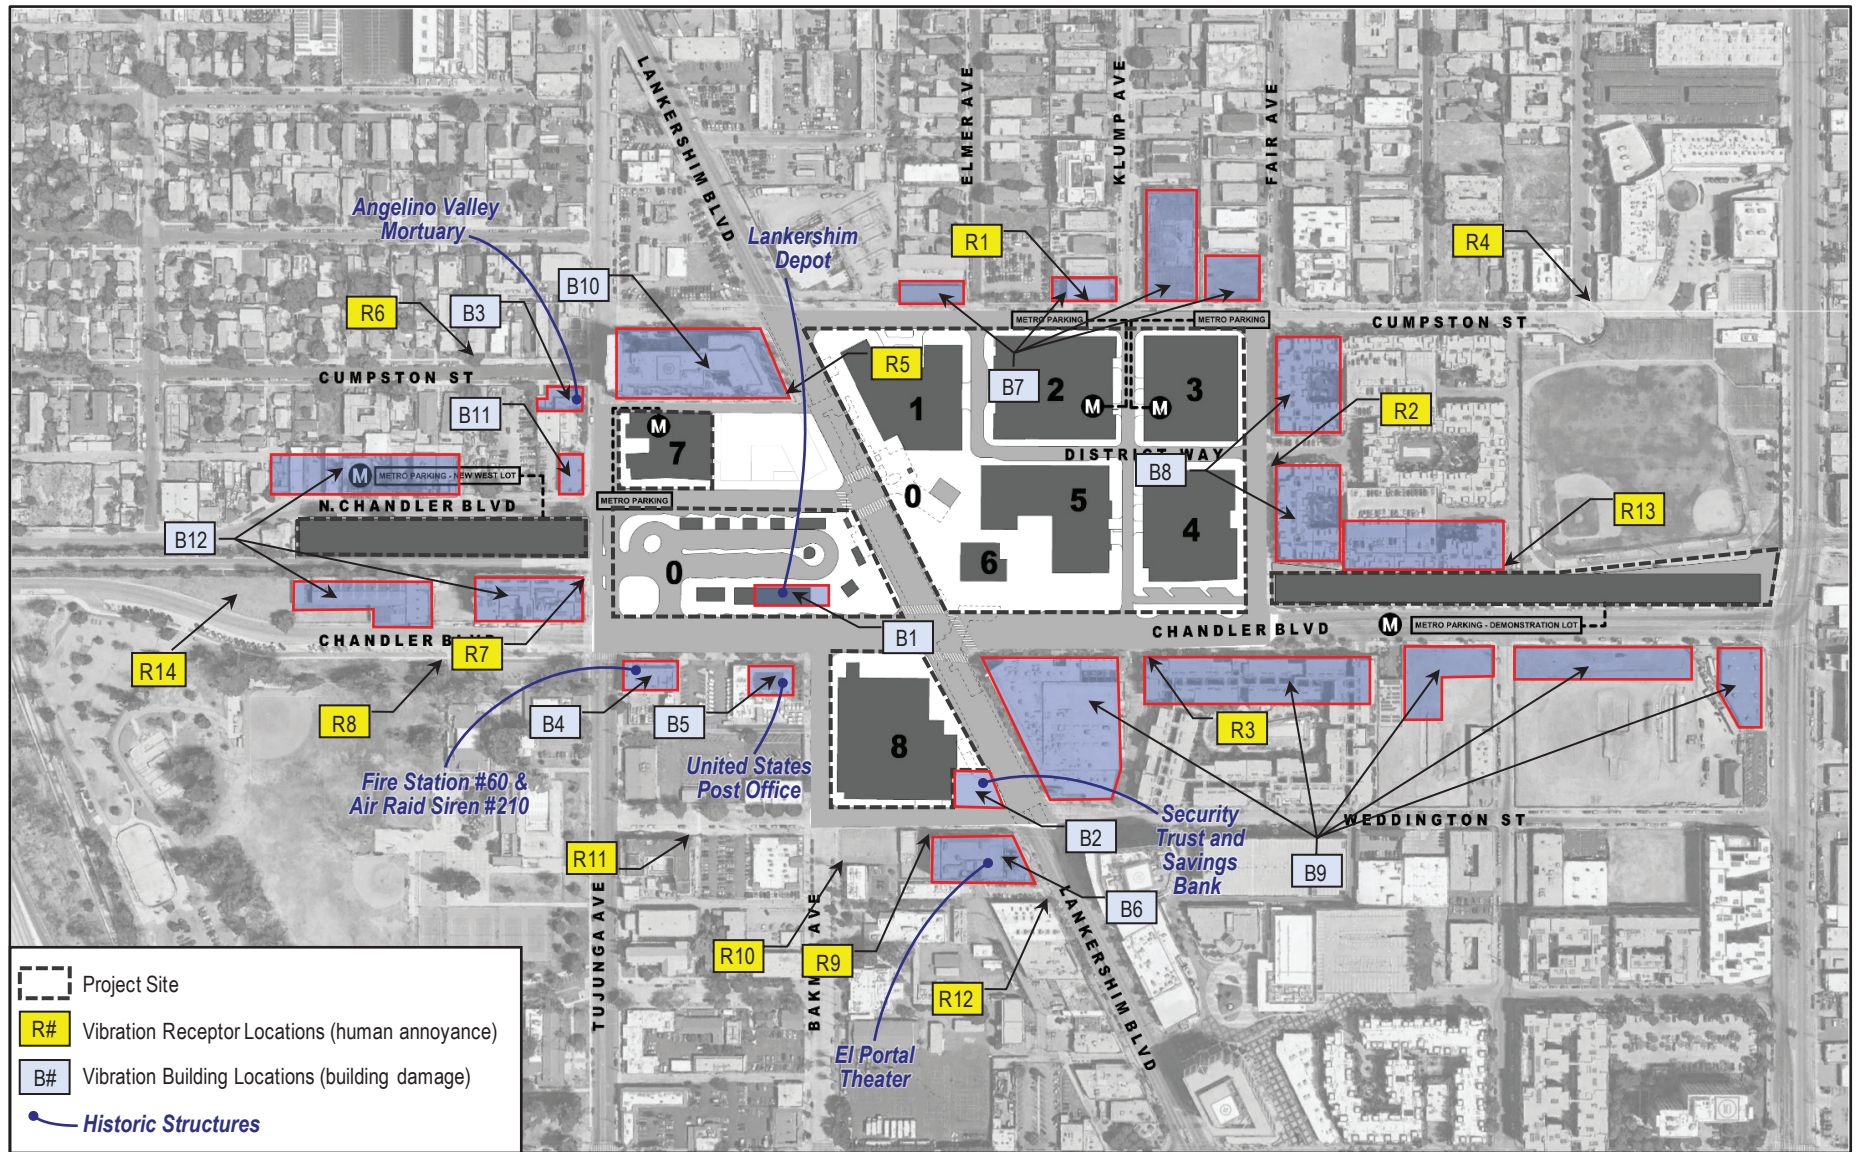 LANKERSHIM BLVD
ELMER AVE
KLUMP AVE
FAIR AVE
Angelino Valley
Mortuary
Lankershim
Depot
R1
R4
B10
R6
B3
METRO PARKING
METRO PARKING
CUMPSTON ST
CUMPSTON ST
R5
B7
1
2
M
M
3
R2
B11
M
7
DISTRICT WAY
B8
M
METRO PARKING - NEW WEST LOT
METRO PARKING
N. CHANDLER BLVD
0
5
4
R13
B12
0
6
B1
CHANDLER BLVD
R7
R14
CHANDLER BLVD
M
METRO PARKING - DEMONSTRATION LOT
R8
B4
B5
R3
8
Fire Station #60 &
Air Raid Siren #210
United States
Post Office
Security
Trust and
Savings
Bank
WEDDINGTON ST
B2
R11
B9
B6
TUJUNGA AVE
LANKERSHIM BLVD
R10
R9
R12
El Portal
Theater
Project Site
R#
Vibration Receptor Locations (human annoyance)
B#
Vibration Building Locations (building damage)
Historic Structures